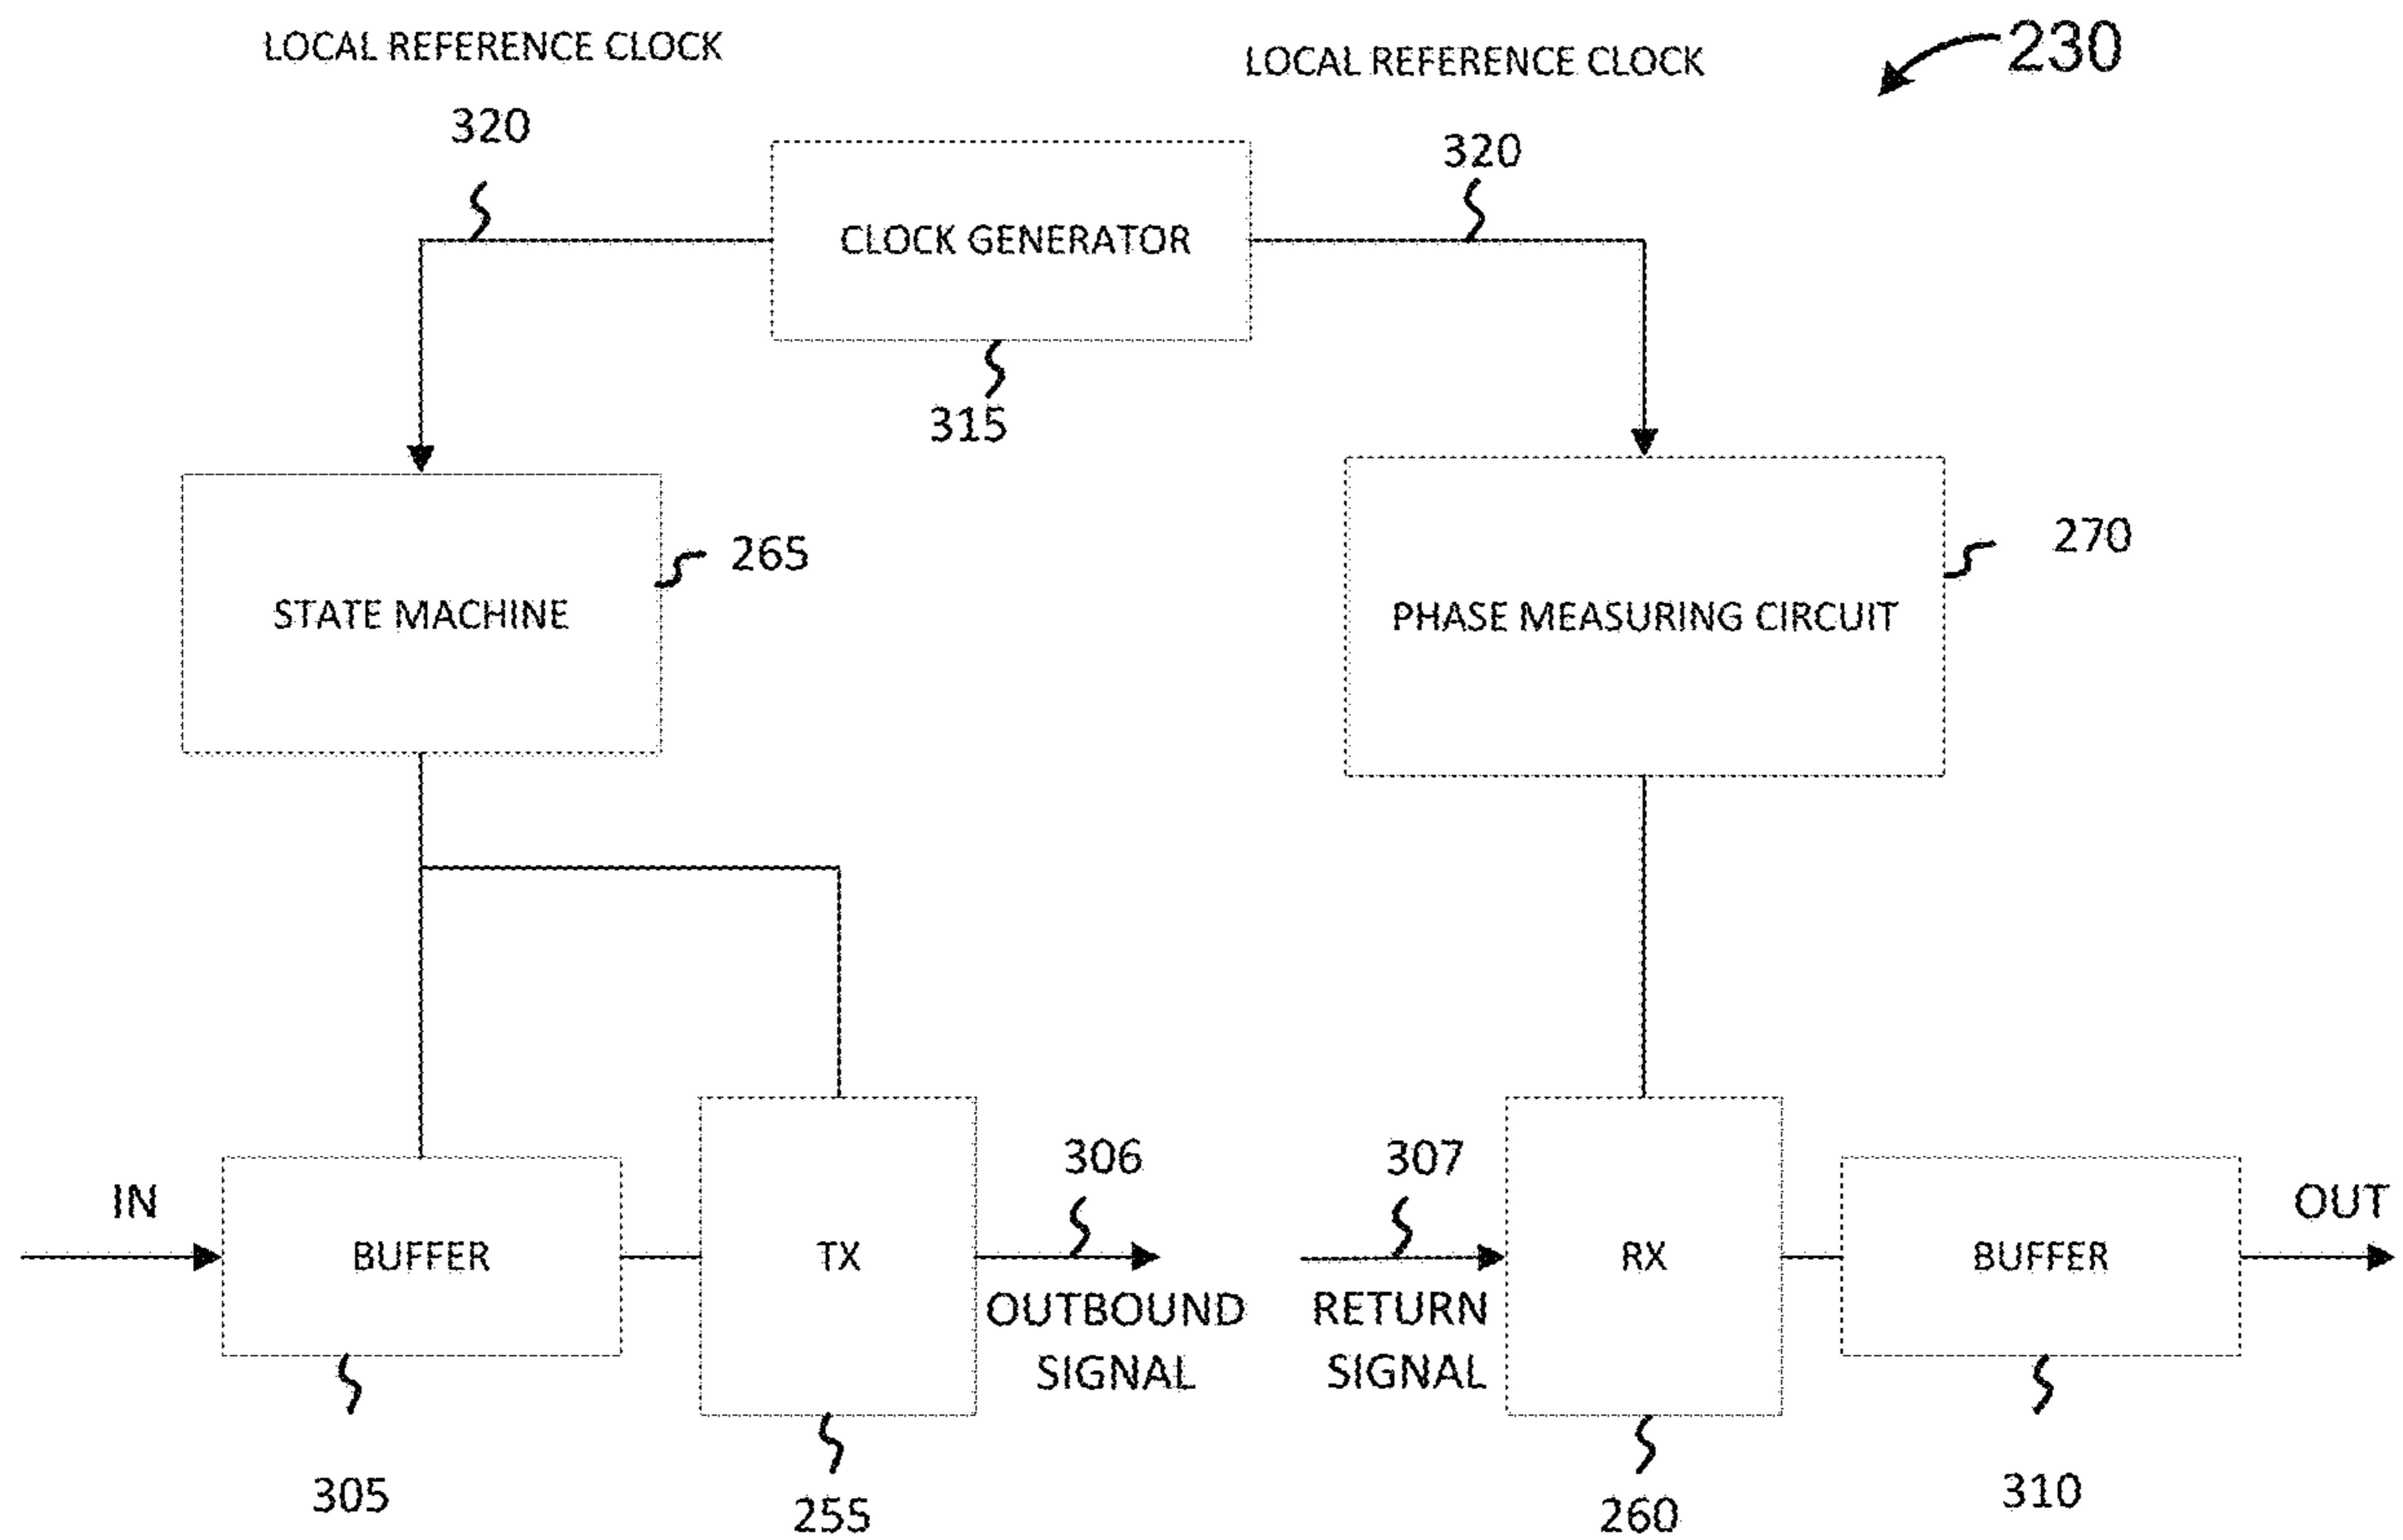 LOCAL REFERENCE CLOCK
320
LOCAL REFERENCE CLOCK
320
230
CLOCK GENERATOR
315
STATE MACHINE
265
PHASE MEASURING CIRCUIT
270
IN
BUFFER
305
TX
255
306
OUTBOUND
SIGNAL
307
RETURN
SIGNAL
RX
260
BUFFER
310
OUT